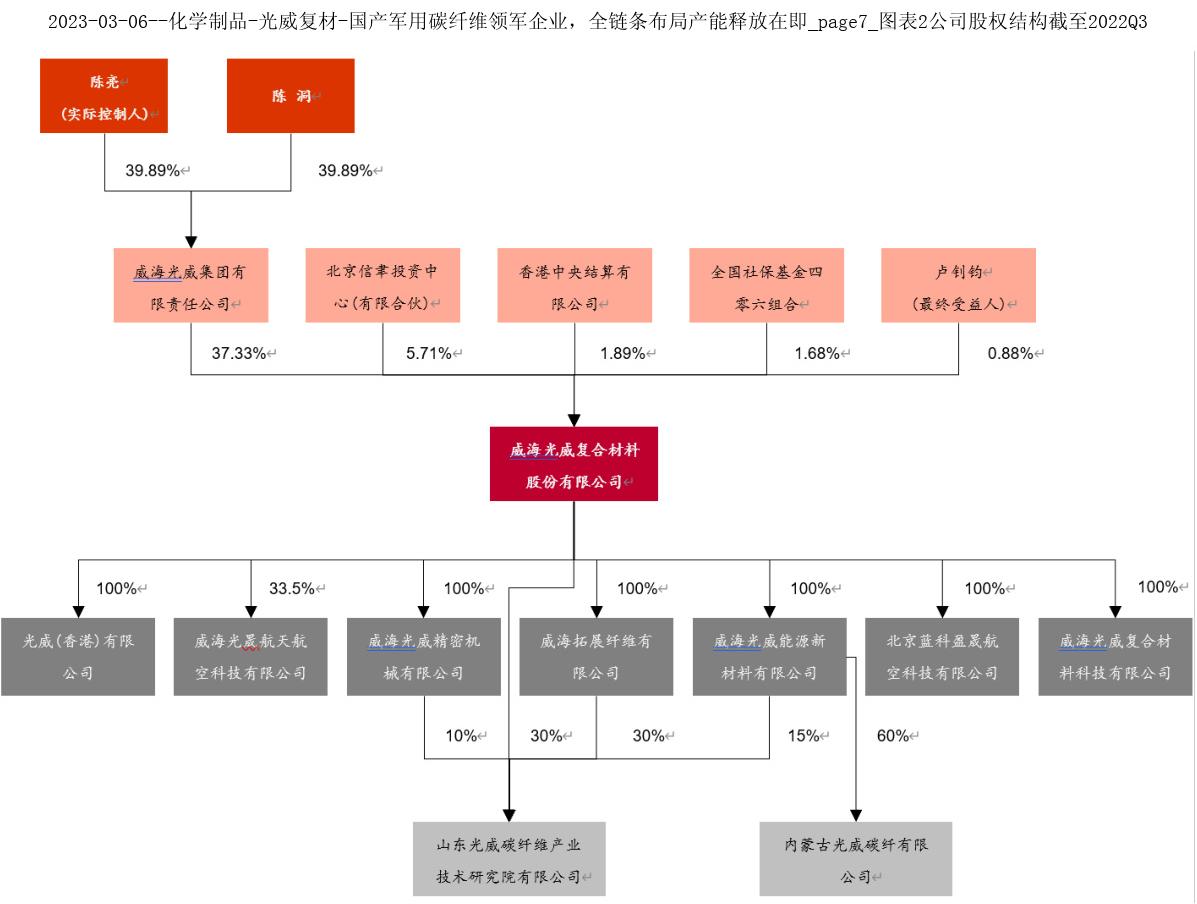 2023-03-06--化学制品-光威复材-国产军用碳纤维领军企业，全链条布局产能释放在即_page7_图表2公司股权结构截至2022Q3
陈亮
(实际控制人)
陈 洞
39.89%
39.89%
威海光威集团有
限责任公司
北京信聿投资中
心(有限合伙)
香港中央结算有
限公司
全国社保基金四
零六组合
卢钊钧
(最终受益人)
37.33%
5.71%
1.89%
1.68%
0.88%
威海光威复合材料
股份有限公司
100%
33.5%
100%
100%
100%
100%
100%
光威(香港)有限
公司
威海光晟航天航
空科技有限公司
威海光威精密机
械有限公司
威海拓展纤维有
限公司
威海光威能源新
材料有限公司
北京蓝科盈晟航
空科技有限公司
威海光威复合材
料科技有限公司
10%
30%
30%
15%
60%
山东光威碳纤维产业
技术研究院有限公司
内蒙古光威碳纤有限
公司